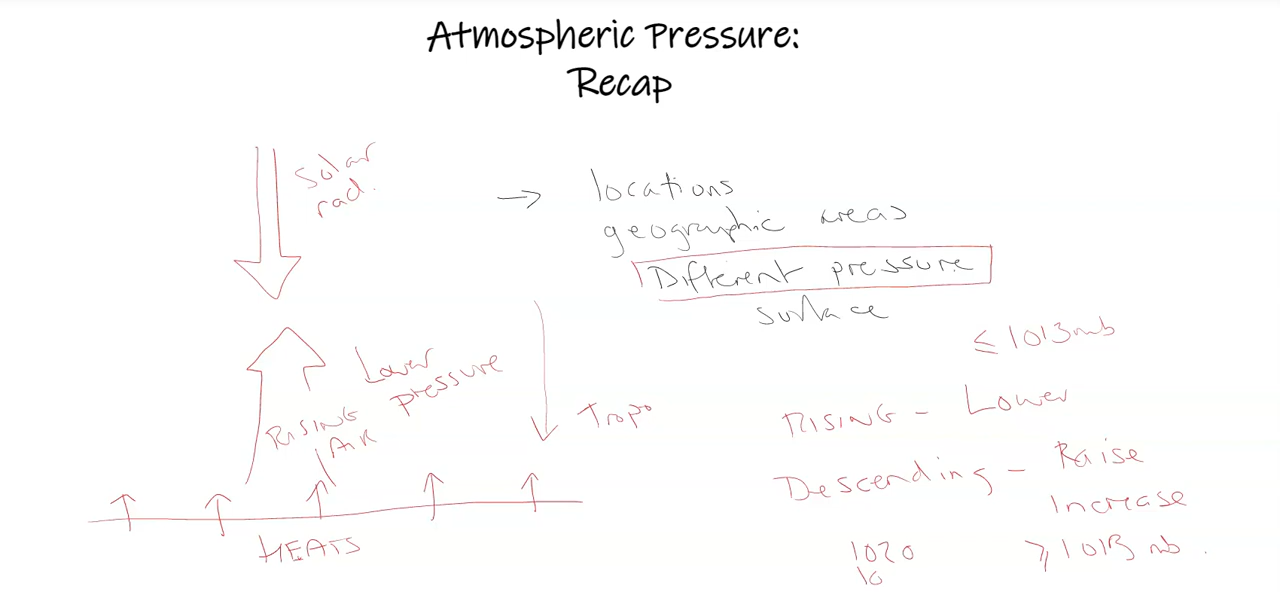 Atmospheric Pressure:
Recap
Solar
rad.
→ locations
geographic areas
Different pressure
surface
Lower
pressure
RISING
AIR
Tropo
HEATS
≤ 1013mb
RISING - Lower
Descending - Raise
Increase
1020
10
≥ 1013 mb.